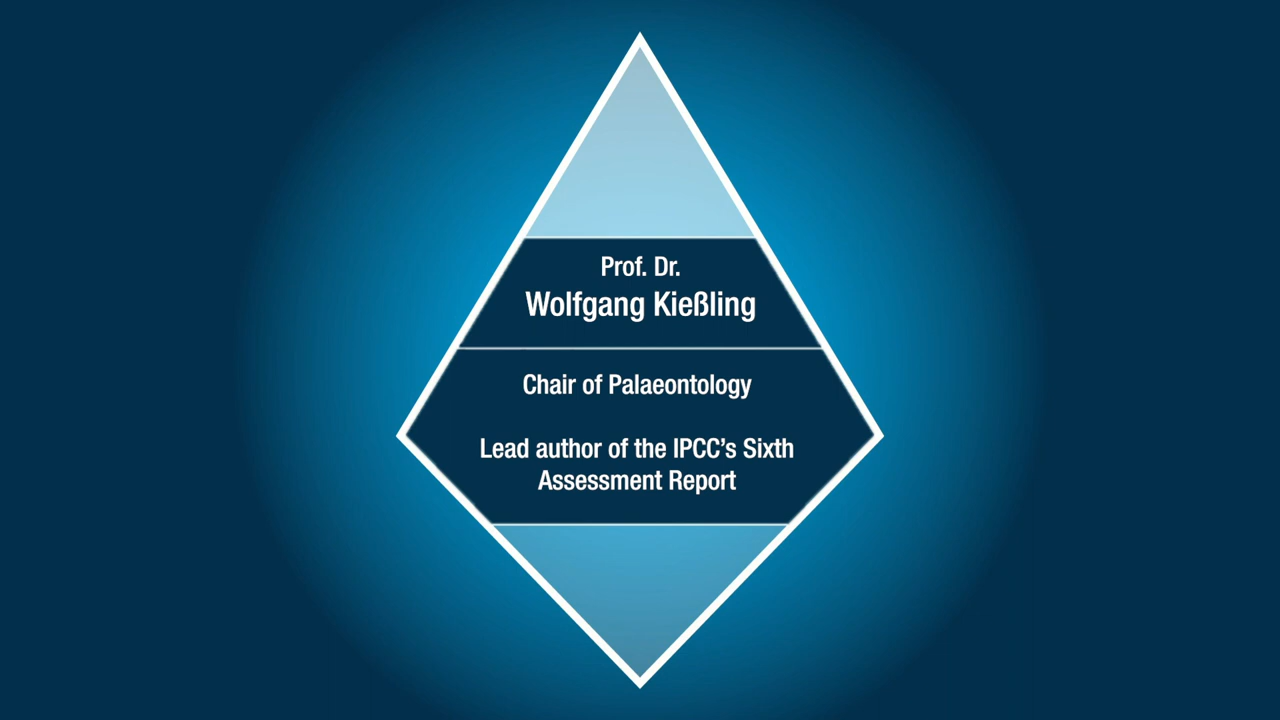 Prof. Dr.
Wolfgang Kießling
Chair of Palaeontology
Lead author of the IPCC’s Sixth
Assessment Report